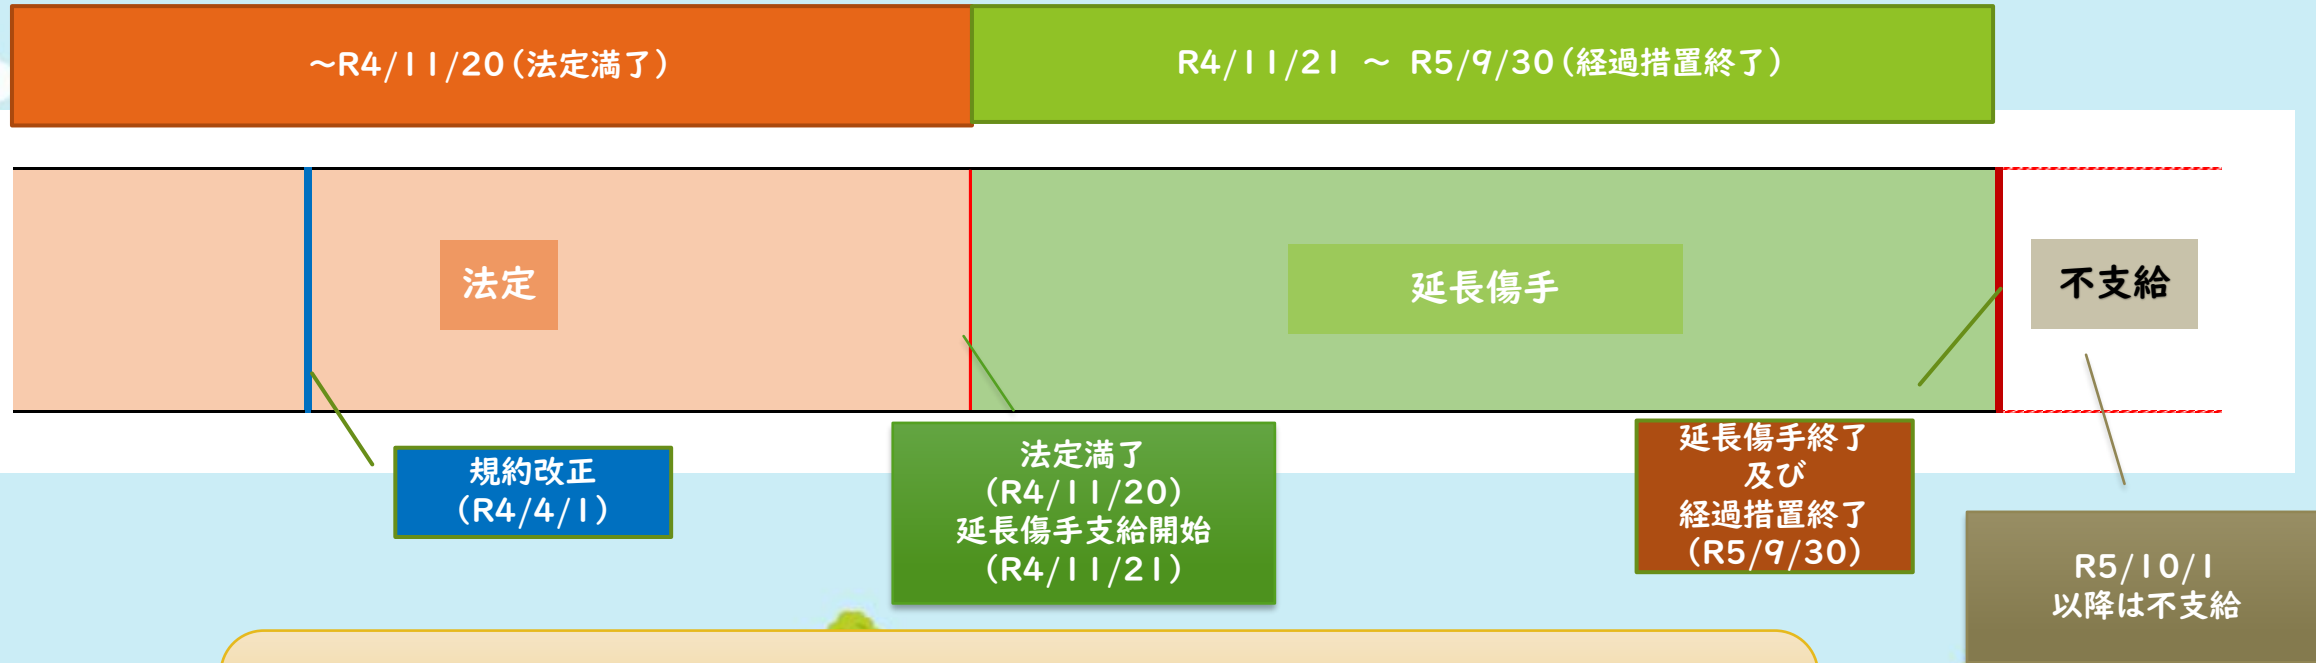 ～R4/11/20(法定満了)
R4/11/21 ～ R5/9/30(経過措置終了)
法定
延長傷手
不支給
規約改正
(R4/4/1)
法定満了
(R4/11/20)
延長傷手支給開始
(R4/11/21)
延長傷手終了
及び
経過措置終了
(R5/9/30)
R5/10/1
以降は不支給